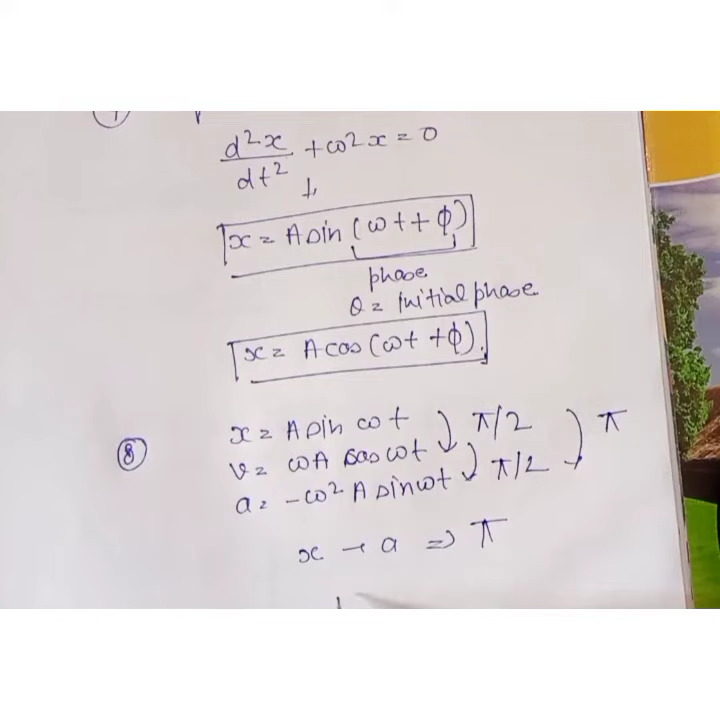 d²x/dt² + ω²x = 0
↓
x = A sin (ωt + ϕ)
phase
θ = initial phase
x = A cos (ωt + ϕ).
⑧ x = A sin ωt ) π/2 ) π
v = ωA cos ωt ) π/2
a = -ω² A sin ωt
x → a ⇒ π